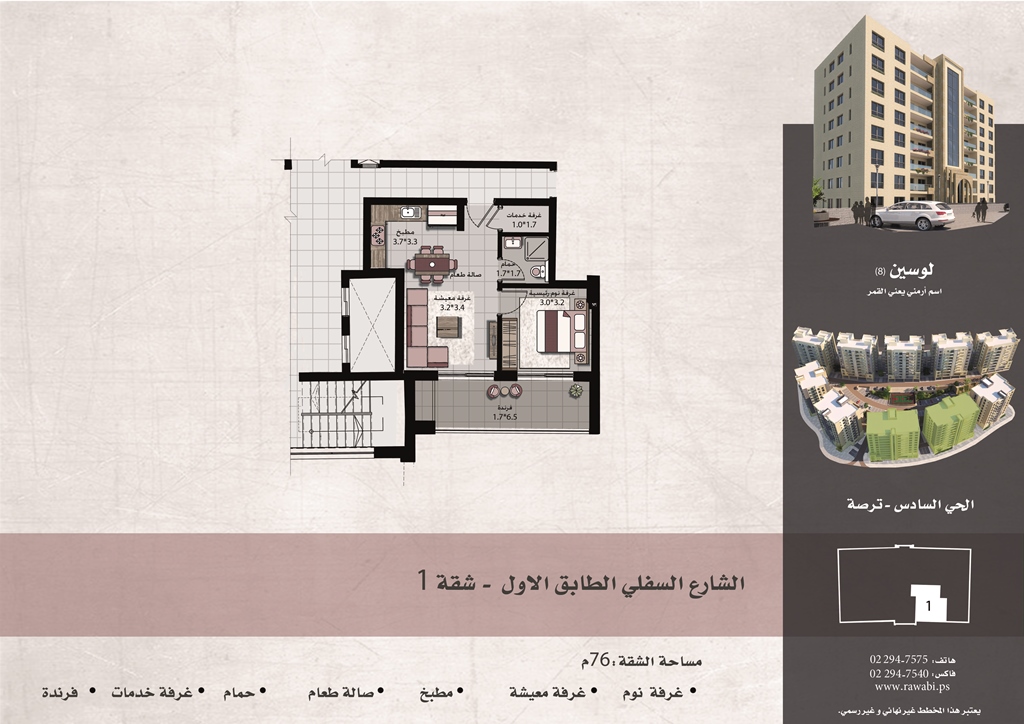 غرفة خدمات
1.0*1.7
مطبخ
3.7*3.3
حمام
1.7*1.7
صالة طعام
غرفة معيشة
3.2*3.4
غرفة نوم رئيسية
3.0*3.2
فرندة
1.7*6.5
لوسين (8)
اسم أرمني يعني القمر
الحي السادس - ترصة
1
الشارع السفلي الطابق الاول - شقة 1
مساحة الشقة: 76م
• غرفة نوم • غرفة معيشة • مطبخ • صالة طعام • حمام • غرفة خدمات • فرندة
هاتف: 02 294-7575
فاكس: 02 294-7540
www.rawabi.ps
يعتبر هذا المخطط غير نهائي و غير رسمي.